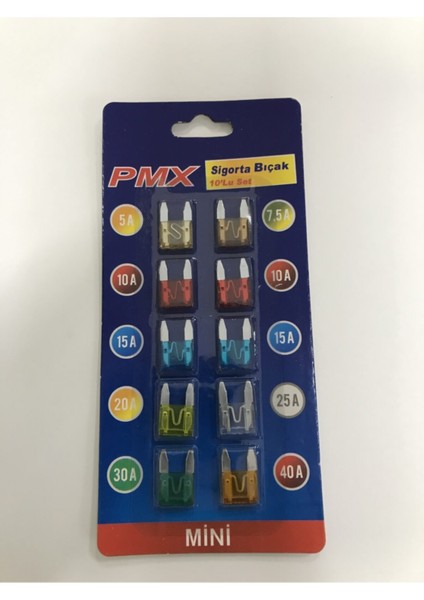 PMX
Sigorta Bıçak
10'Lu Set
5A
7,5A
10A
10A
15A
15A
20A
25A
30A
40A
MİNİ